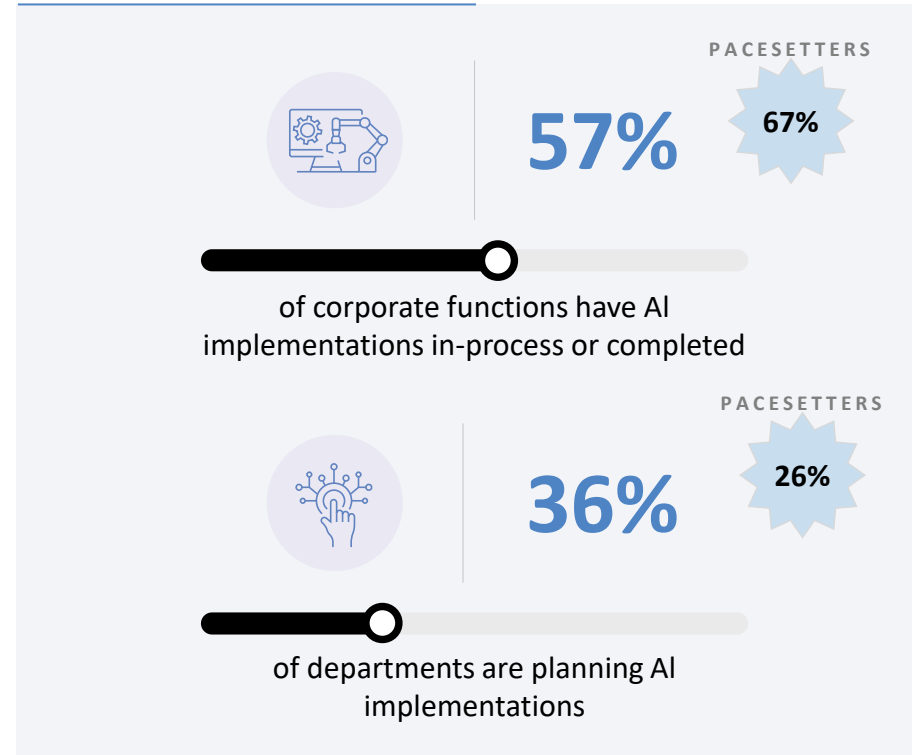 PACESETTERS
57%
67%
of corporate functions have AI
implementations in-process or completed
PACESETTERS
36%
26%
of departments are planning AI
implementations